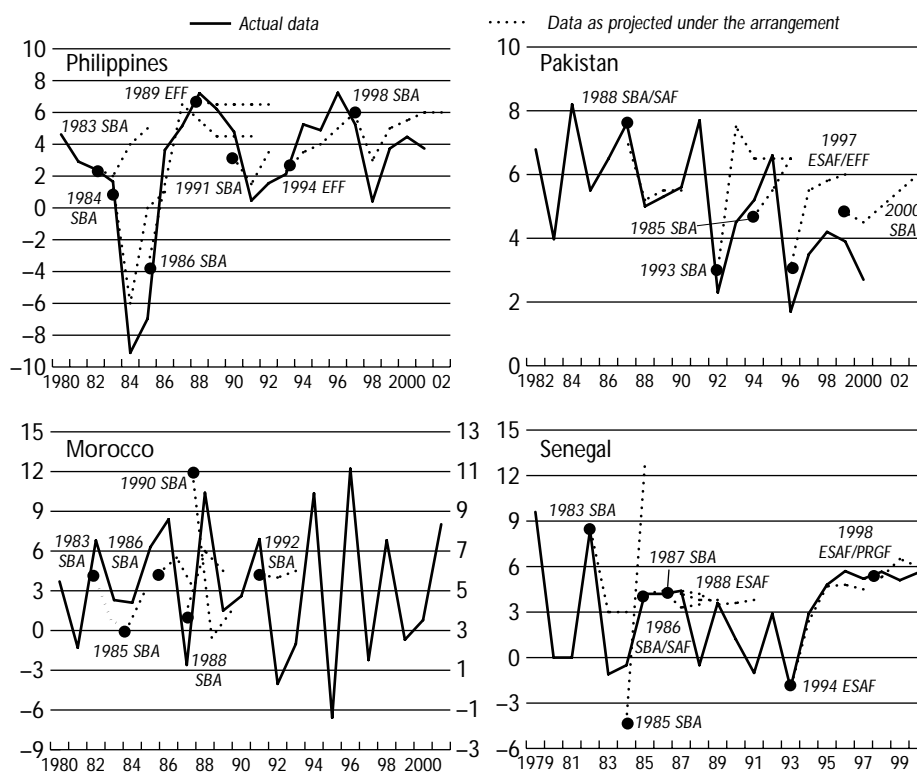 Actual data
Data as projected under the arrangement
Philippines
10
8
6
4
2
0
−2
−4
−6
−8
−10
1983 SBA
1989 EFF
1998 SBA
1984
SBA
1991 SBA
1994 EFF
1986 SBA
1980 82 84 86 88 90 92 94 96 98 2000 02
Pakistan
10
8
6
4
2
0
1988 SBA/SAF
1997
ESAF/EFF
1985 SBA
2000
SBA
1993 SBA
1982 84 86 88 90 92 94 96 98 2000 02
Morocco
15
12
9
6
3
0
−3
−6
−9
13
11
9
7
5
3
1
−1
−3
1990 SBA
1983
SBA
1986
SBA
1992
SBA
1985 SBA
1988
SBA
1980 82 84 86 88 90 92 94 96 98 2000
Senegal
15
12
9
6
3
0
−3
−6
1983 SBA
1998
ESAF/PRGF
1987 SBA
1988 ESAF
1986
SBA/SAF
1994 ESAF
1985 SBA
1979 81 83 85 87 89 91 93 95 97 99